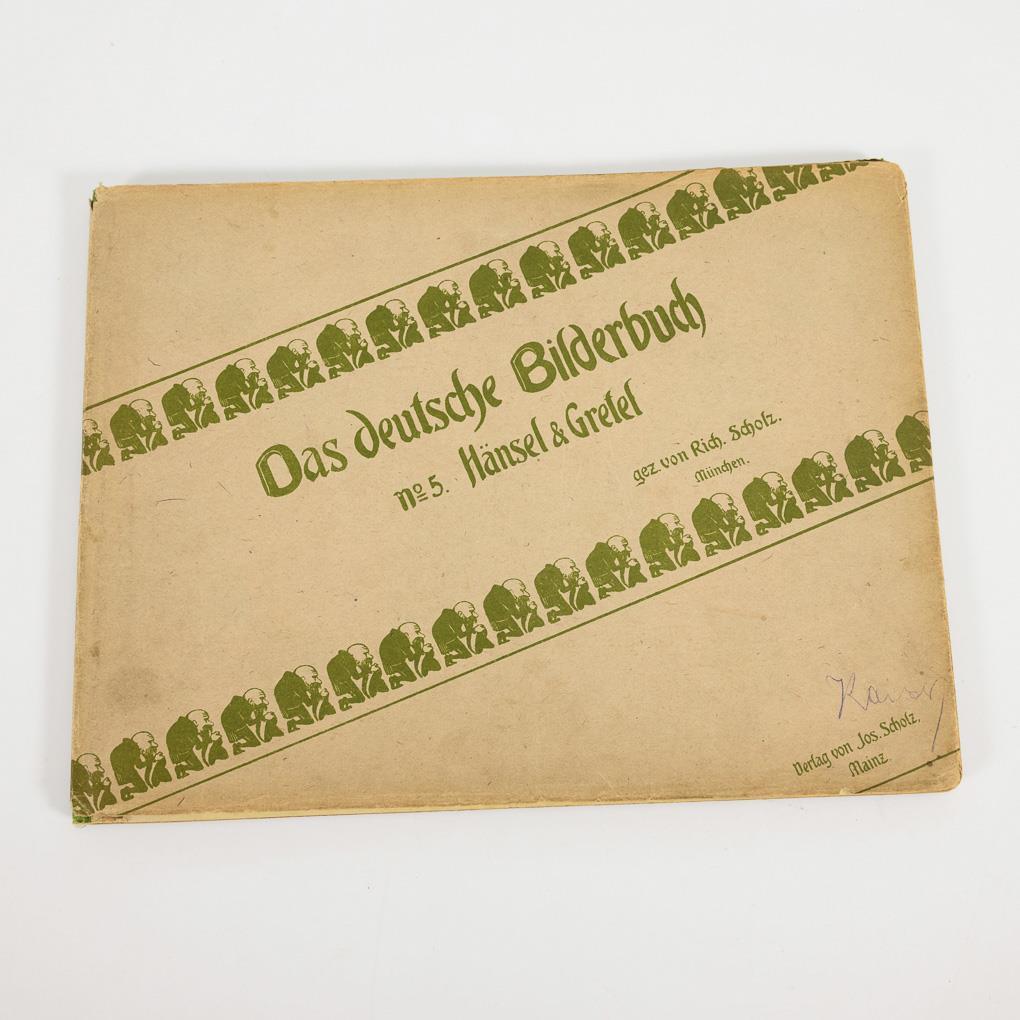 Das deutsche Bilderbuch
No 5. Hänsel & Gretel
gez. von Rich. Scholz.
München.
Verlag von Jos. Scholz,
Mainz